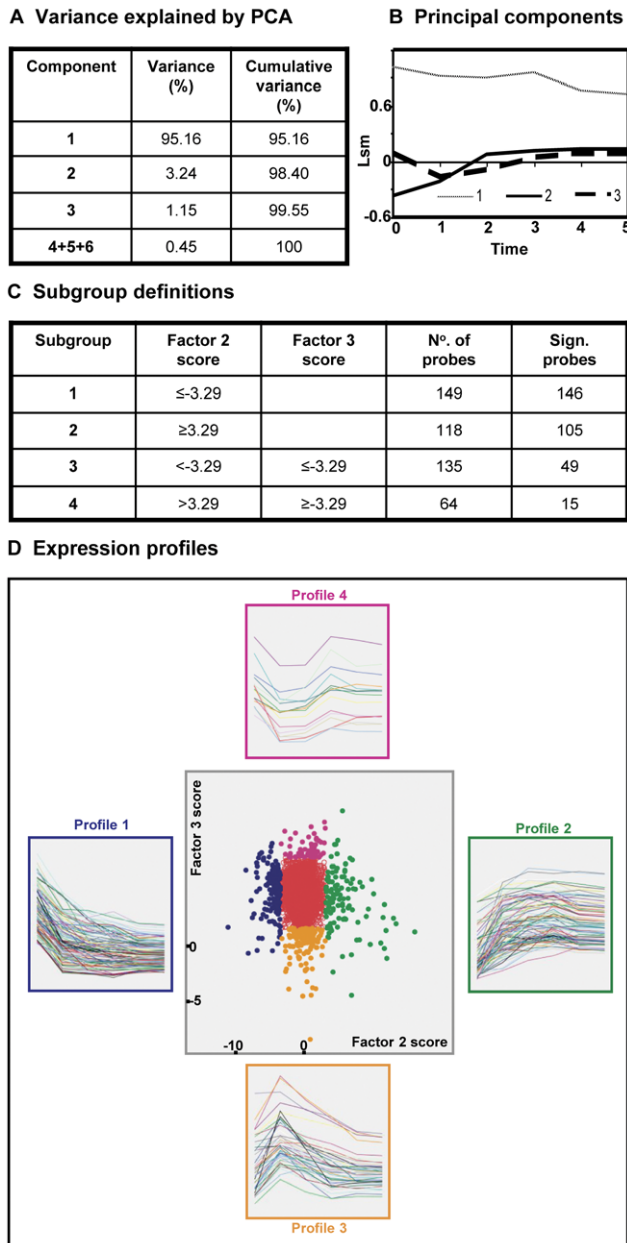 A Variance explained by PCA
Component Variance (%) Cumulative variance (%)
1 95.16 95.16
2 3.24 98.40
3 1.15 99.55
4+5+6 0.45 100
B Principal components
Lsm
0.6
0
-0.6
1 2 3
0 1 2 3 4 5
Time
C Subgroup definitions
Subgroup Factor 2 score Factor 3 score Nº. of probes Sign. probes
1 ≤-3.29 149 146
2 ≥3.29 118 105
3 <-3.29 ≤-3.29 135 49
4 >3.29 ≥-3.29 64 15
D Expression profiles
Profile 4
Profile 1
Factor 3 score
0
-5
-10 0 Factor 2 score
Profile 2
Profile 3